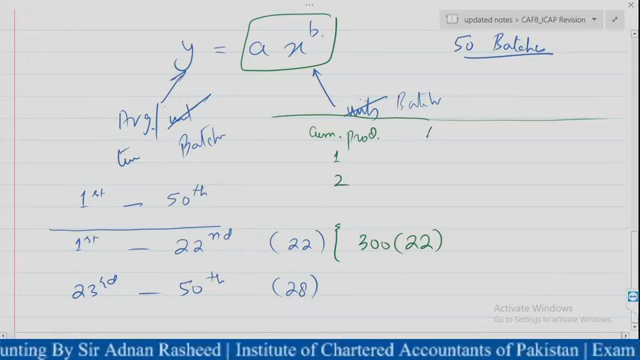 updated notes > CAF8_ICAP Revision
y = a x^b.
50 Batches
Avg./ unit Batch
units Batch
Cum. prod.
1
2
1st — 50th
1st — 22nd (22) 300(22)
23rd — 50th (28)
Activate Windows
Go to Settings to activate Windows.
unting By Sir Adnan Rasheed | Institute of Chartered Accountants of Pakistan | Exam